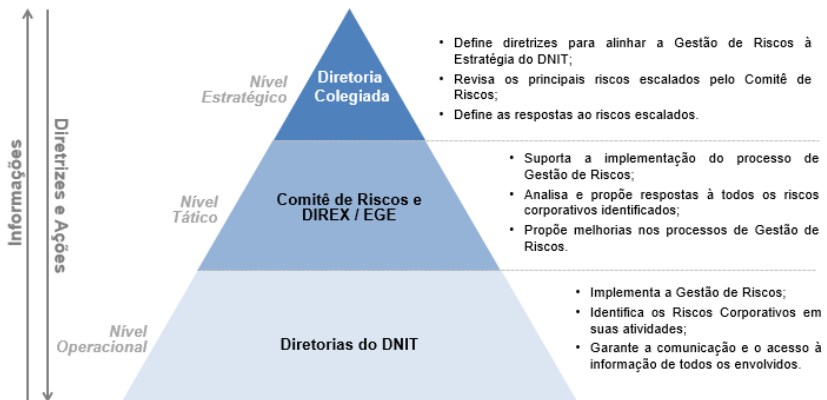 Informações
Diretrizes e Ações
Nível
Estratégico
Diretoria
Colegiada
• Define diretrizes para alinhar a Gestão de Riscos à
Estratégia do DNIT;
• Revisa os principais riscos escalados pelo Comitê de
Riscos;
• Define as respostas ao riscos escalados.
Nível
Tático
Comitê de Riscos e
DIREX / EGE
• Suporta a implementação do processo de
Gestão de Riscos;
• Analisa e propõe respostas à todos os riscos
corporativos identificados;
• Propõe melhorias nos processos de Gestão de
Riscos.
Nível
Operacional
Diretorias do DNIT
• Implementa a Gestão de Riscos;
• Identifica os Riscos Corporativos em
suas atividades;
• Garante a comunicação e o acesso à
informação de todos os envolvidos.